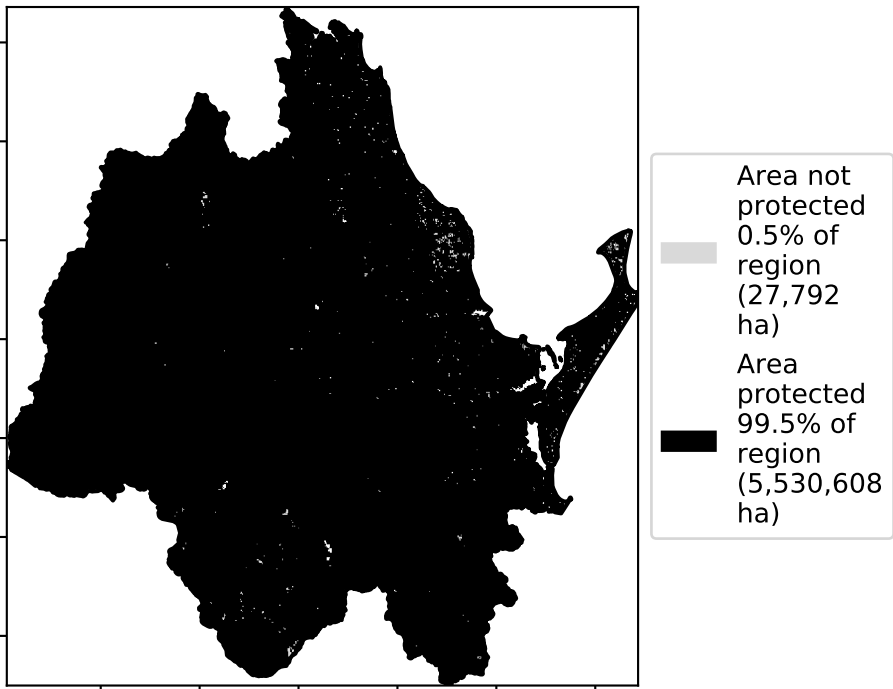 Area not
protected
0.5% of
region
(27,792
ha)
Area
protected
99.5% of
region
(5,530,608
ha)